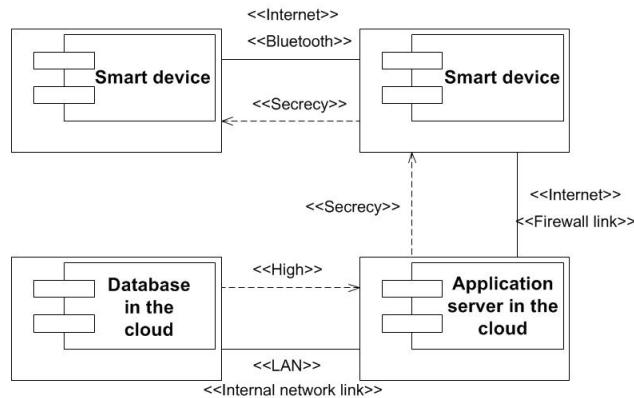 <<Internet>>
<<Bluetooth>>
Smart device
Smart device
<<Secrecy>>
<<Internet>>
<<Secrecy>>
<<Firewall link>>
<<High>>
Database
in the
cloud
Application
server in the
cloud
<<LAN>>
<<Internal network link>>